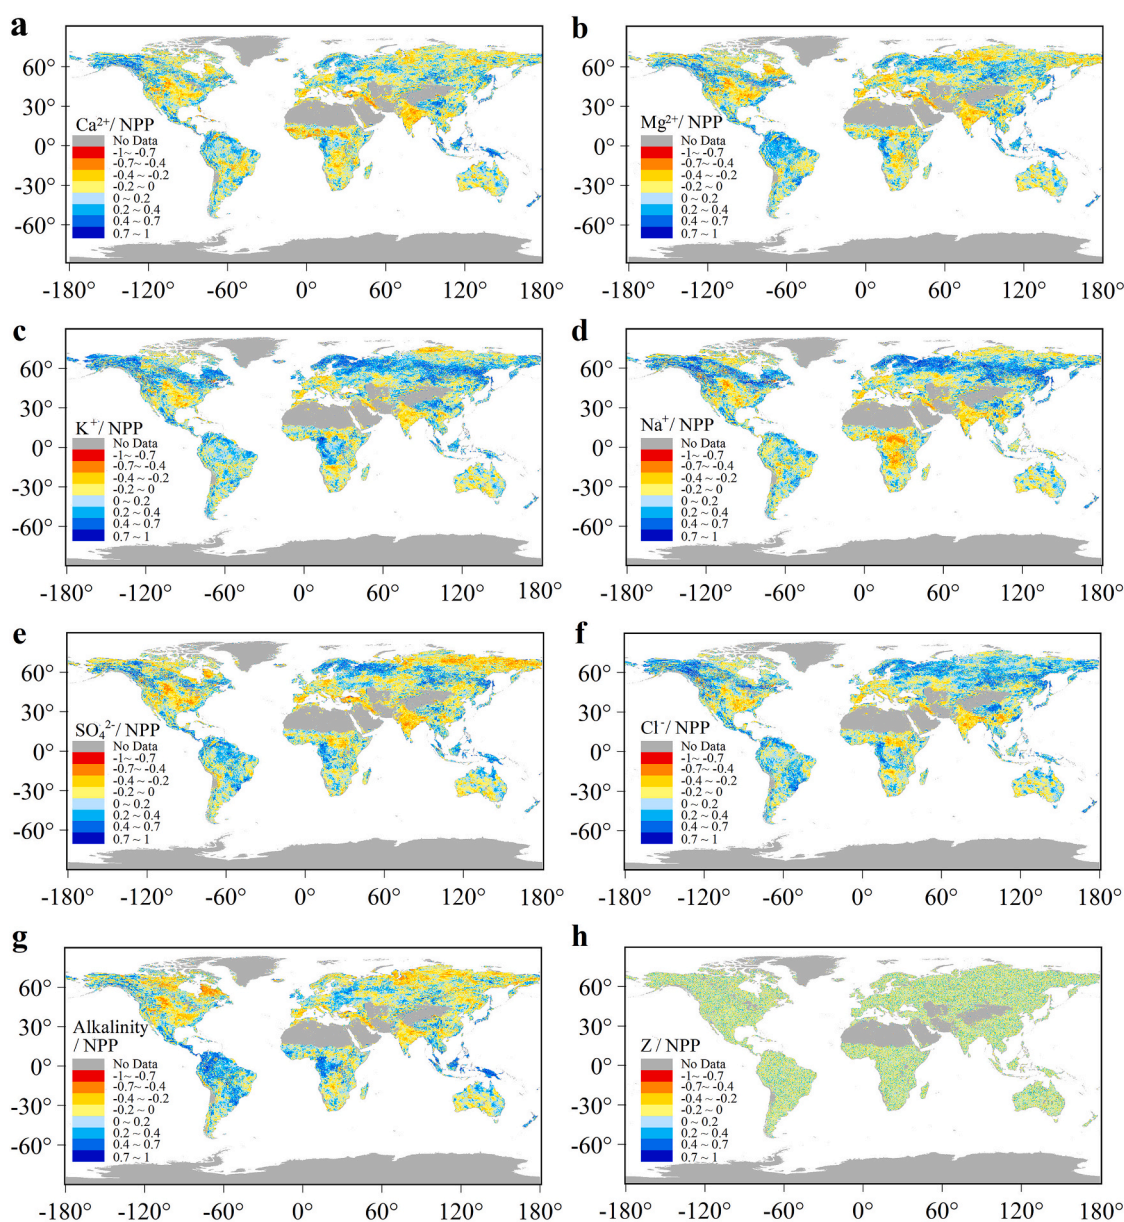 a
60°
30°
0°
-30°
-60°
Ca²⁺/ NPP
No Data
-1~ -0.7
-0.7~ -0.4
-0.4 ~ -0.2
-0.2 ~ 0
0 ~ 0.2
0.2 ~ 0.4
0.4 ~ 0.7
0.7 ~ 1
-180° -120° -60° 0° 60° 120° 180°
b
60°
30°
0°
-30°
-60°
Mg²⁺/ NPP
No Data
-1~ -0.7
-0.7~ -0.4
-0.4 ~ -0.2
-0.2 ~ 0
0 ~ 0.2
0.2 ~ 0.4
0.4 ~ 0.7
0.7 ~ 1
-180° -120° -60° 0° 60° 120° 180°
c
60°
30°
0°
-30°
-60°
K⁺/ NPP
No Data
-1~ -0.7
-0.7~ -0.4
-0.4 ~ -0.2
-0.2 ~ 0
0 ~ 0.2
0.2 ~ 0.4
0.4 ~ 0.7
0.7 ~ 1
-180° -120° -60° 0° 60° 120° 180°
d
60°
30°
0°
-30°
-60°
Na⁺/ NPP
No Data
-1~ -0.7
-0.7~ -0.4
-0.4 ~ -0.2
-0.2 ~ 0
0 ~ 0.2
0.2 ~ 0.4
0.4 ~ 0.7
0.7 ~ 1
-180° -120° -60° 0° 60° 120° 180°
e
60°
30°
0°
-30°
-60°
SO₄²⁻/ NPP
No Data
-1~ -0.7
-0.7~ -0.4
-0.4 ~ -0.2
-0.2 ~ 0
0 ~ 0.2
0.2 ~ 0.4
0.4 ~ 0.7
0.7 ~ 1
-180° -120° -60° 0° 60° 120° 180°
f
60°
30°
0°
-30°
-60°
Cl⁻/ NPP
No Data
-1~ -0.7
-0.7~ -0.4
-0.4 ~ -0.2
-0.2 ~ 0
0 ~ 0.2
0.2 ~ 0.4
0.4 ~ 0.7
0.7 ~ 1
-180° -120° -60° 0° 60° 120° 180°
g
60°
30°
0°
-30°
-60°
Alkalinity
/ NPP
No Data
-1~ -0.7
-0.7~ -0.4
-0.4 ~ -0.2
-0.2 ~ 0
0 ~ 0.2
0.2 ~ 0.4
0.4 ~ 0.7
0.7 ~ 1
-180° -120° -60° 0° 60° 120° 180°
h
60°
30°
0°
-30°
-60°
Z / NPP
No Data
-1~ -0.7
-0.7~ -0.4
-0.4 ~ -0.2
-0.2 ~ 0
0 ~ 0.2
0.2 ~ 0.4
0.4 ~ 0.7
0.7 ~ 1
-180° -120° -60° 0° 60° 120° 180°